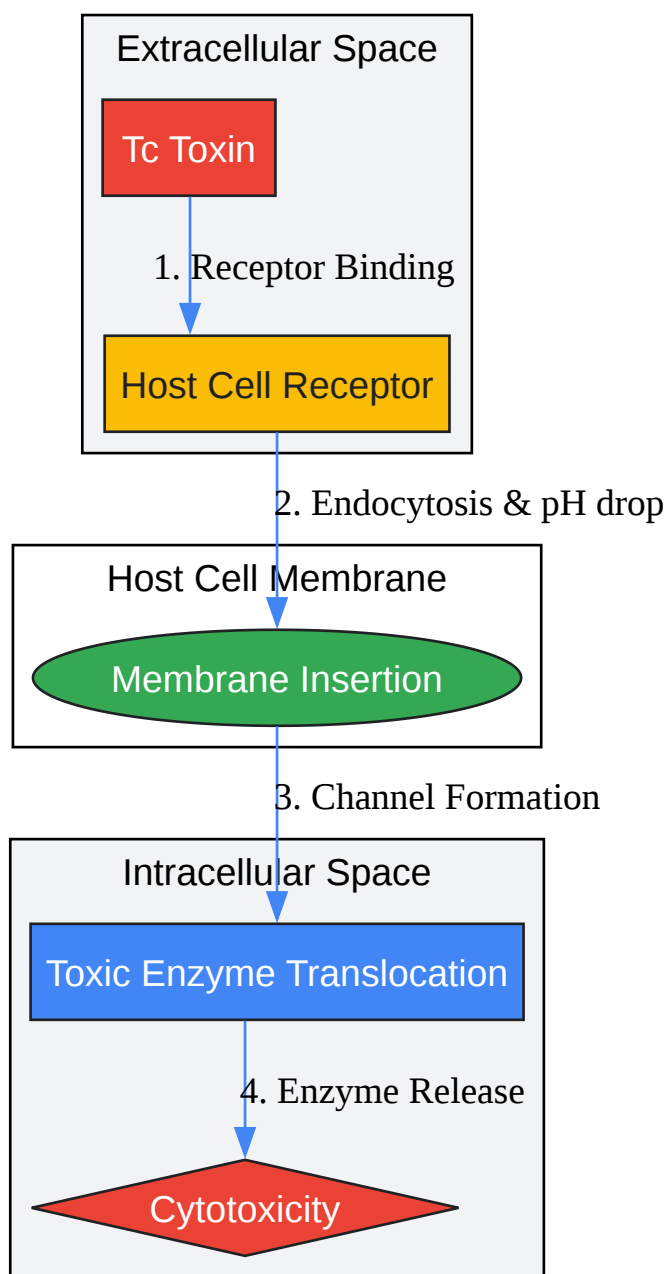 Extracellular Space
Tc Toxin
1. Receptor Binding
Host Cell Receptor
2. Endocytosis & pH drop
Host Cell Membrane
Membrane Insertion
3. Channel Formation
Intracellular Space
Toxic Enzyme Translocation
4. Enzyme Release
Cytotoxicity